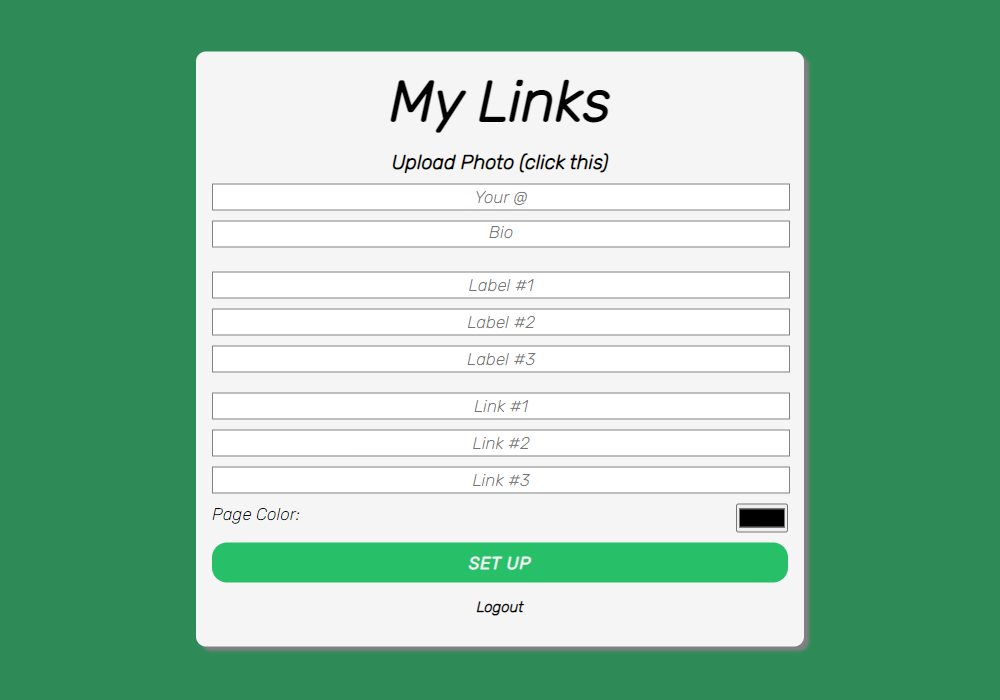 My Links
Upload Photo (click this)
Your @
Bio
Label #1
Label #2
Label #3
Link #1
Link #2
Link #3
Page Color:
SET UP
Logout